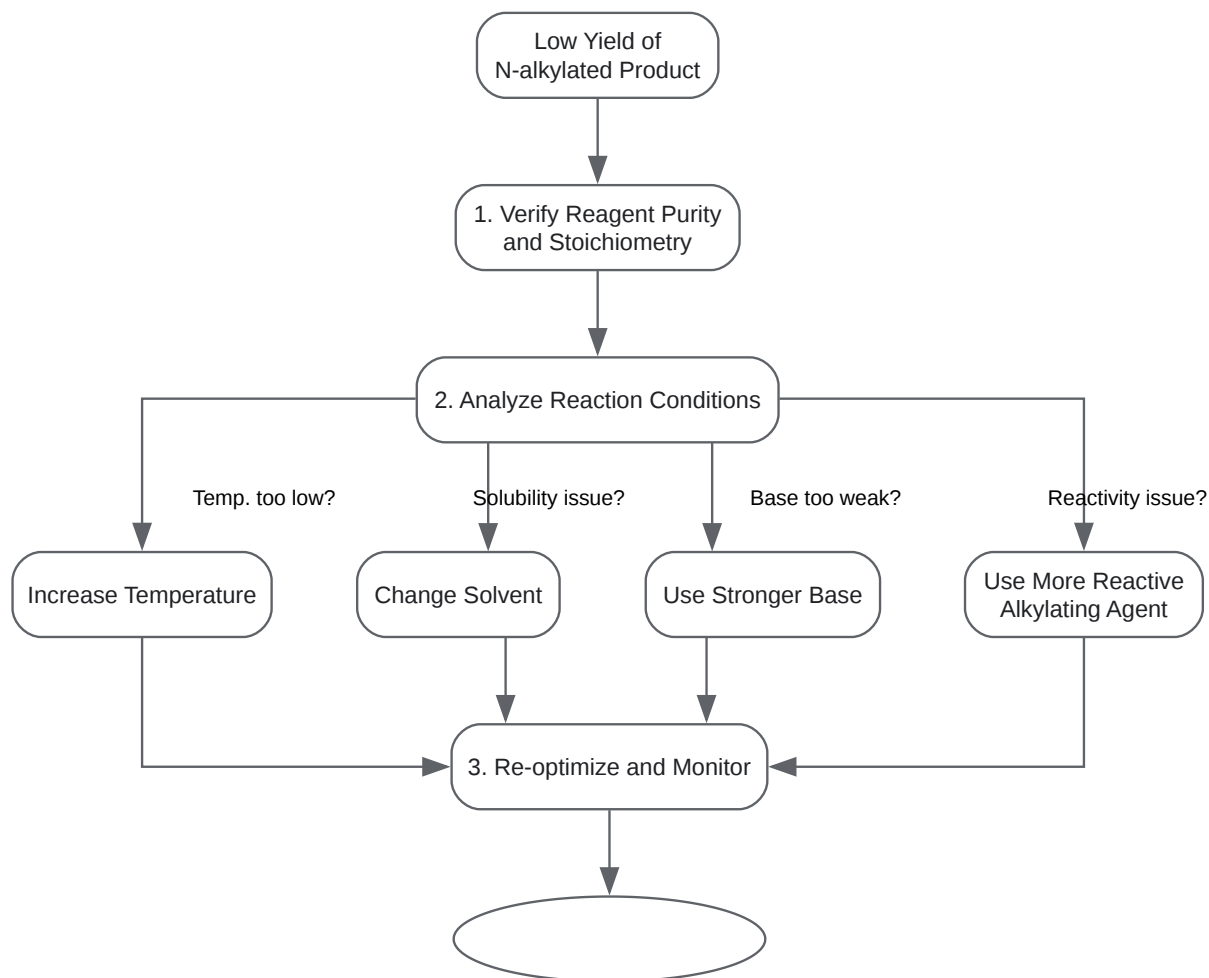 Low Yield of
N-alkylated Product
1. Verify Reagent Purity
and Stoichiometry
2. Analyze Reaction Conditions
Temp. too low?
Solubility issue?
Base too weak?
Reactivity issue?
Increase Temperature
Change Solvent
Use Stronger Base
Use More Reactive
Alkylating Agent
3. Re-optimize and Monitor